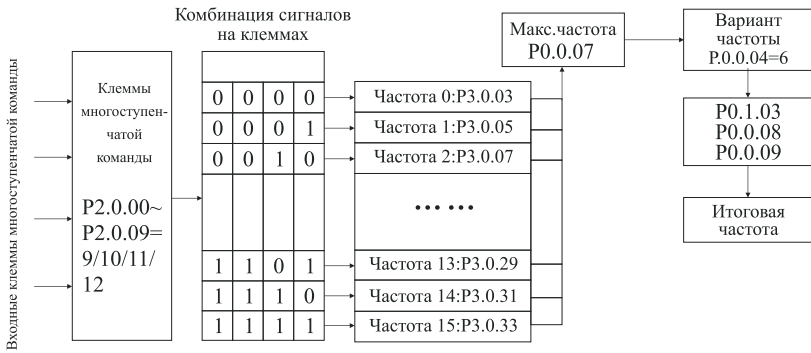 Входные клеммы многоступенчатой команды
Клеммы
многоступен-
чатой
команды
P2.0.00~
P2.0.09=
9/10/11/
12
Комбинация сигналов
на клеммах
0 0 0 0
0 0 0 1
0 0 1 0
1 1 0 1
1 1 1 0
1 1 1 1
Частота 0:P3.0.03
Частота 1:P3.0.05
Частота 2:P3.0.07
... ...
Частота 13:P3.0.29
Частота 14:P3.0.31
Частота 15:P3.0.33
Макс.частота
P0.0.07
Вариант
частоты
P.0.0.04=6
P0.1.03
P0.0.08
P0.0.09
Итоговая
частота